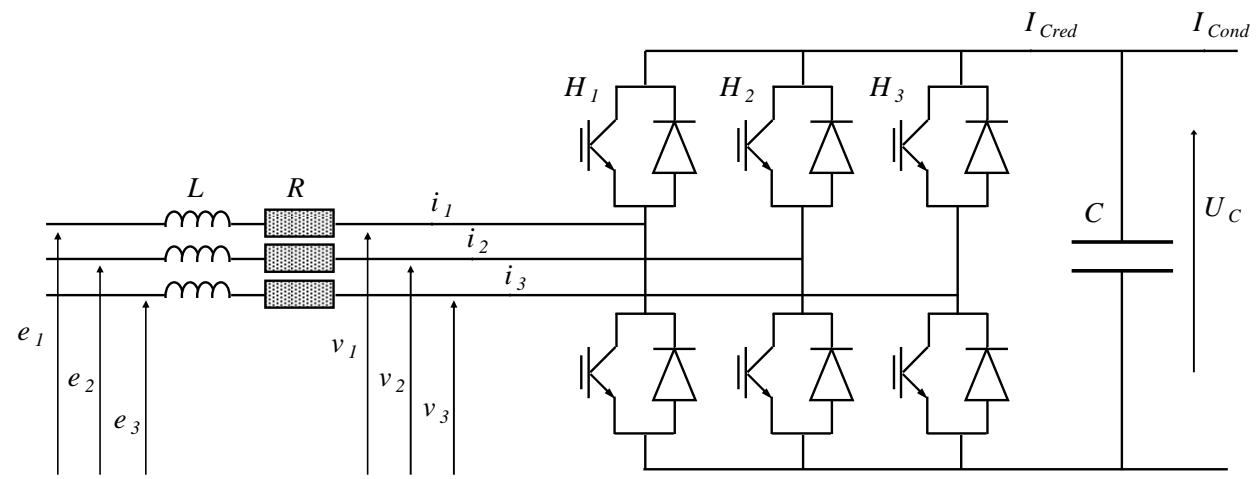 I Cred
I Cond
H 1
H 2
H 3
L
R
i 1
i 2
i 3
C
U C
e 1
e 2
e 3
v 1
v 2
v 3